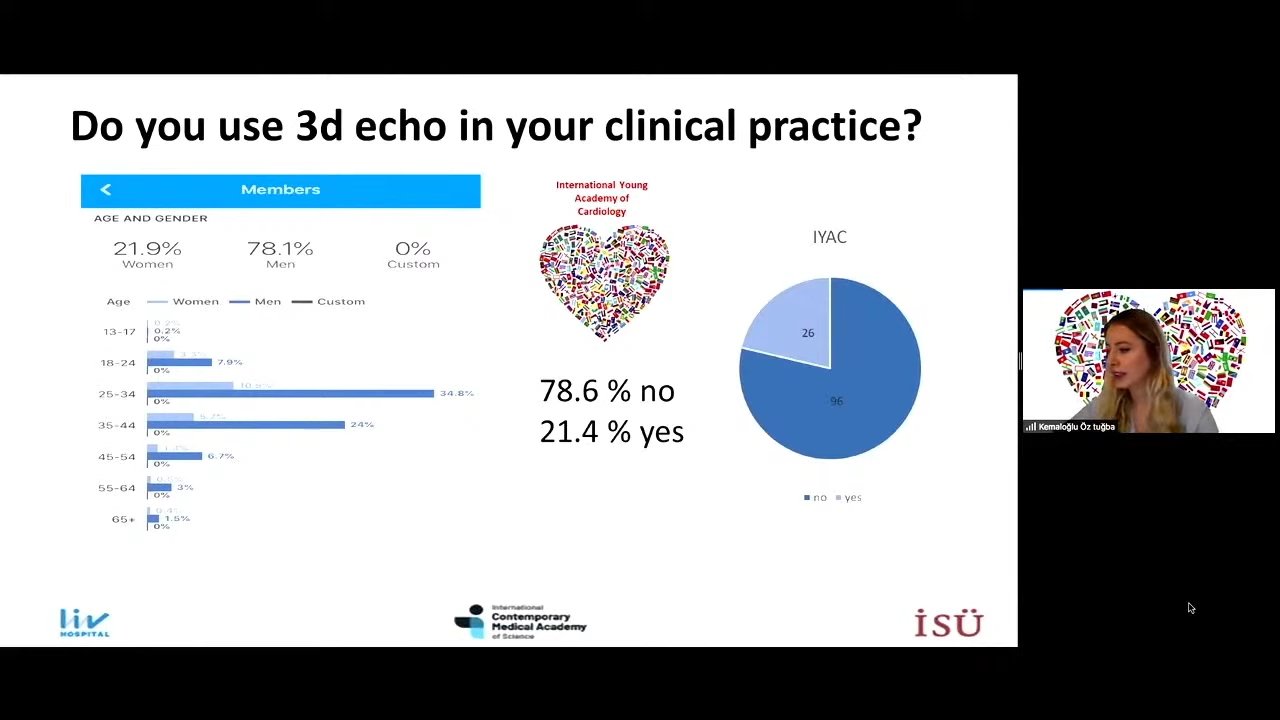 Do you use 3d echo in your clinical practice?
Members
AGE AND GENDER
21.9%
Women
78.1%
Men
0%
Custom
Age
Women
Men
Custom
13-17
0.2%
0.2%
0%
18-24
7.9%
0%
25-34
34.8%
0%
35-44
24%
0%
45-54
6.7%
0%
55-64
3%
0%
65+
1.5%
0%
International Young
Academy of
Cardiology
78.6 % no
21.4 % yes
IYAC
26
96
no
yes
Kemaloğlu Öz tuğba
liv
HOSPITAL
International
Contemporary
Medical Academy
of Science
İSÜ